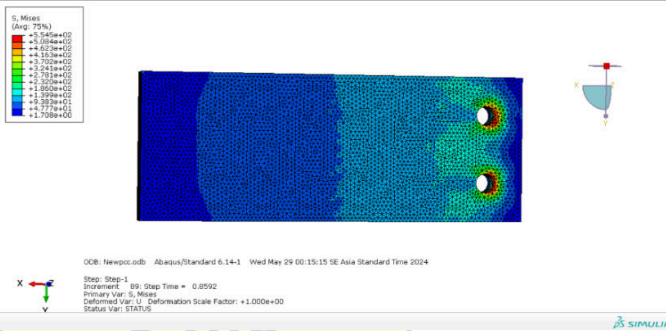 S, Mises
(Avg: 75%)
+5.545e+02
+5.084e+02
+4.623e+02
+4.163e+02
+3.702e+02
+3.241e+02
+2.781e+02
+2.320e+02
+1.860e+02
+1.399e+02
+9.383e+01
+4.777e+01
+1.708e+00
X
Z
Y
ODB: Newpcc.odb Abaqus/Standard 6.14-1 Wed May 29 00:15:15 SE Asia Standard Time 2024
Step: Step-1
Increment 89: Step Time = 0.8592
Primary Var: S, Mises
Deformed Var: U Deformation Scale Factor: +1.000e+00
Status Var: STATUS
X
Z
Y